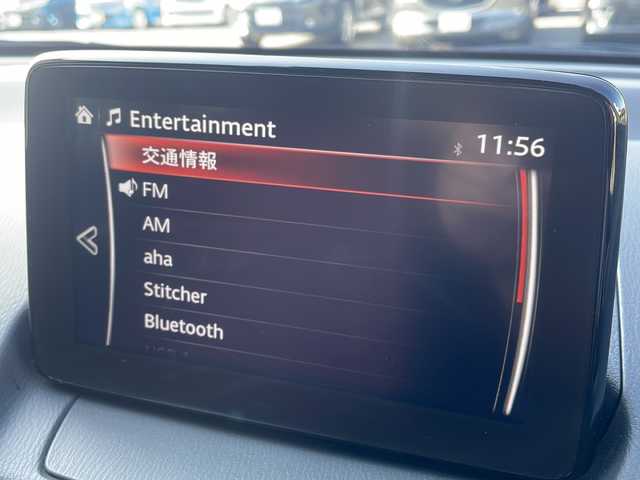 Entertainment
11:56
交通情報
FM
AM
aha
Stitcher
Bluetooth